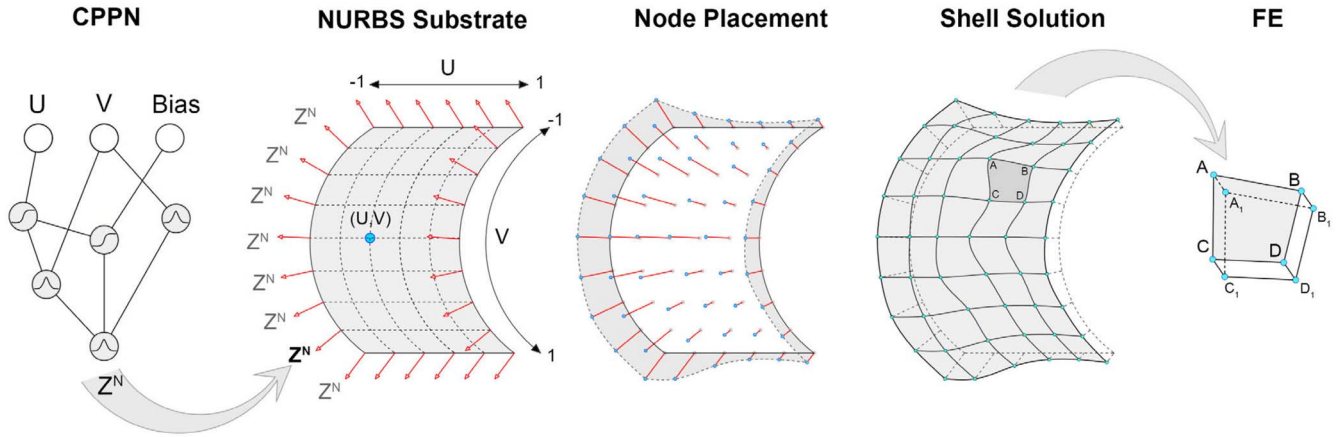 CPPN
NURBS Substrate
Node Placement
Shell Solution
FE
U
V
Bias
Z^N
-1
U
1
-1
V
1
(U,V)
Z^N
Z^N
Z^N
Z^N
Z^N
Z^N
Z^N
Z^N
A
B
C
D
A
A₁
B
B₁
C
C₁
D
D₁